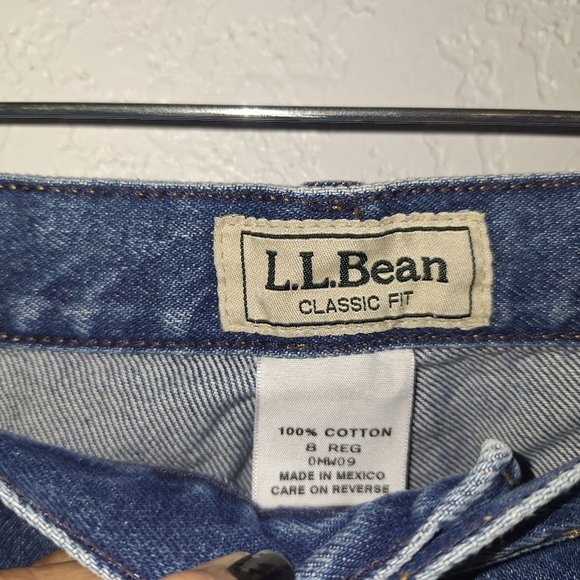 L.L.Bean
CLASSIC FIT
100% COTTON
8 REG
0MW09
MADE IN MEXICO
CARE ON REVERSE